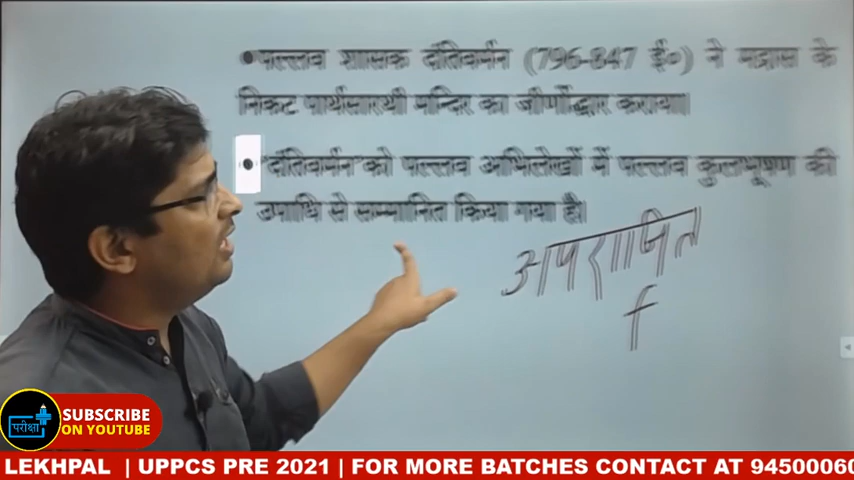 ●पल्लव शासक दंतिवर्मन (796-847 ई०) ने मद्रास के
निकट पार्थसारथी मन्दिर का जीर्णोद्धार कराया।
●'दंतिवर्मन'को पल्लव अभिलेखों में पल्लव कुलभूषण की
उपाधि से सम्मानित किया गया है।
अपराजित
परीक्षा
SUBSCRIBE
ON YOUTUBE
LEKHPAL | UPPCS PRE 2021 | FOR MORE BATCHES CONTACT AT 94500060